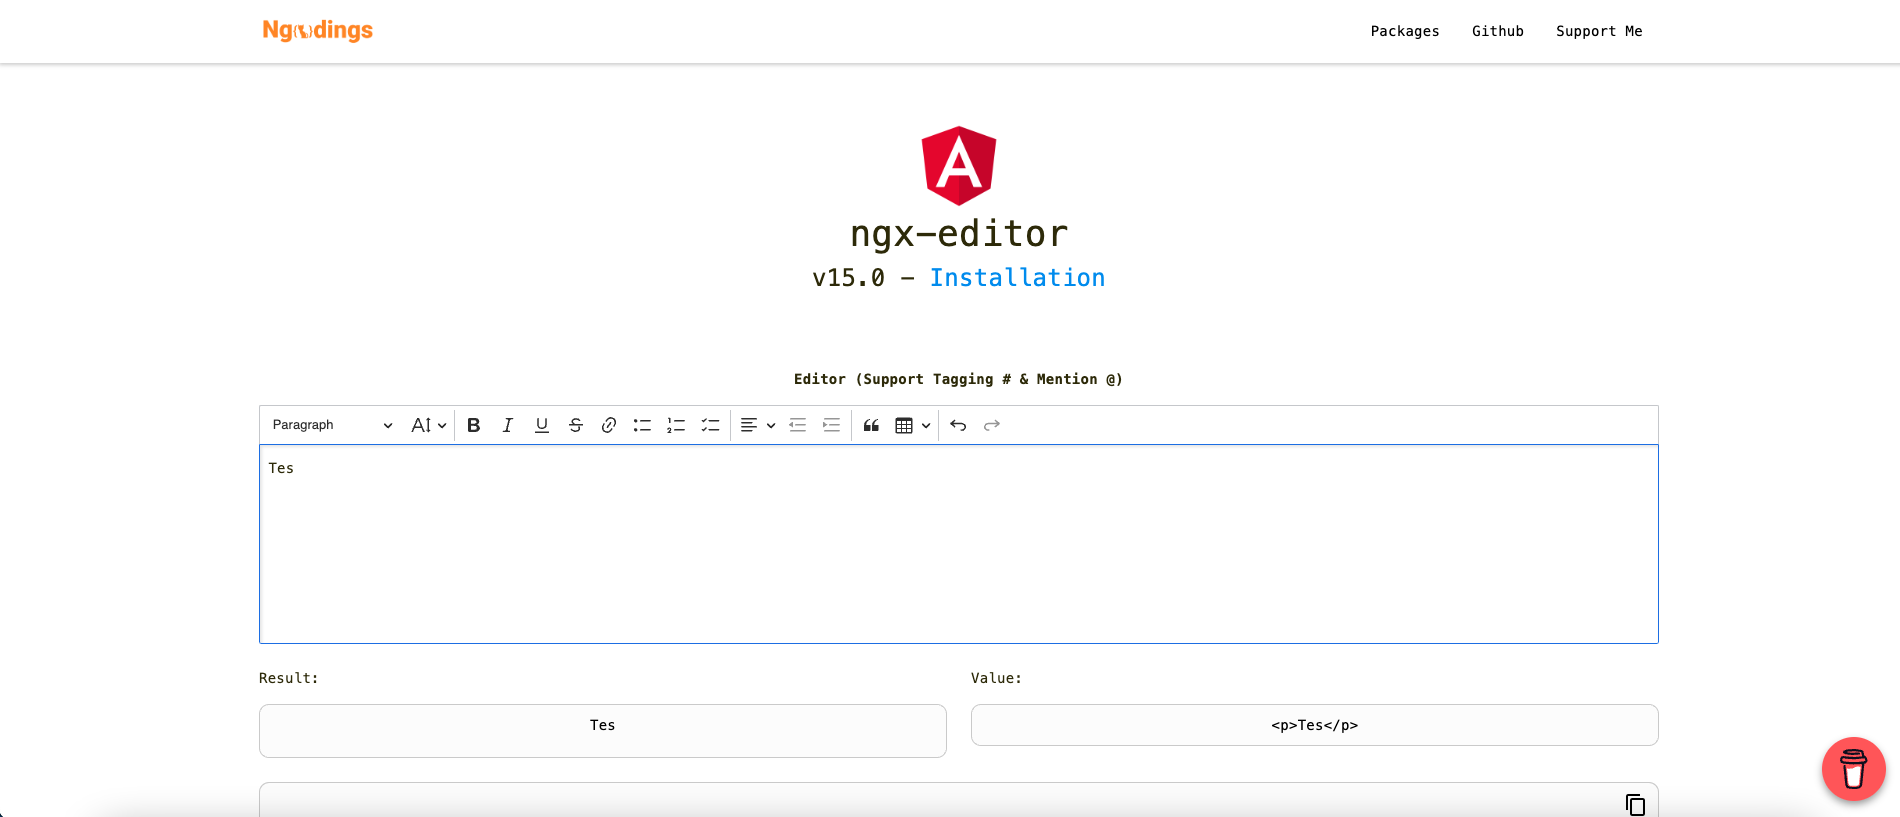 Ngodings
Packages Github Support Me
ngx-editor
v15.0 - Installation
Editor (Support Tagging # & Mention @)
Paragraph
Tes
Result: Value:
Tes <p>Tes</p>